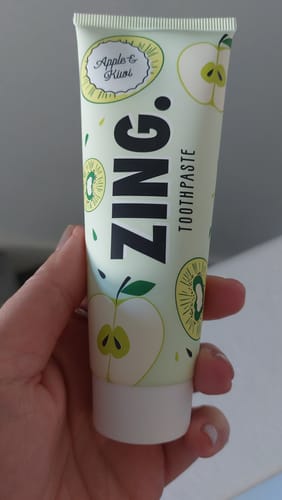 Apple &
Kiwi
ZING.
TOOTHPASTE